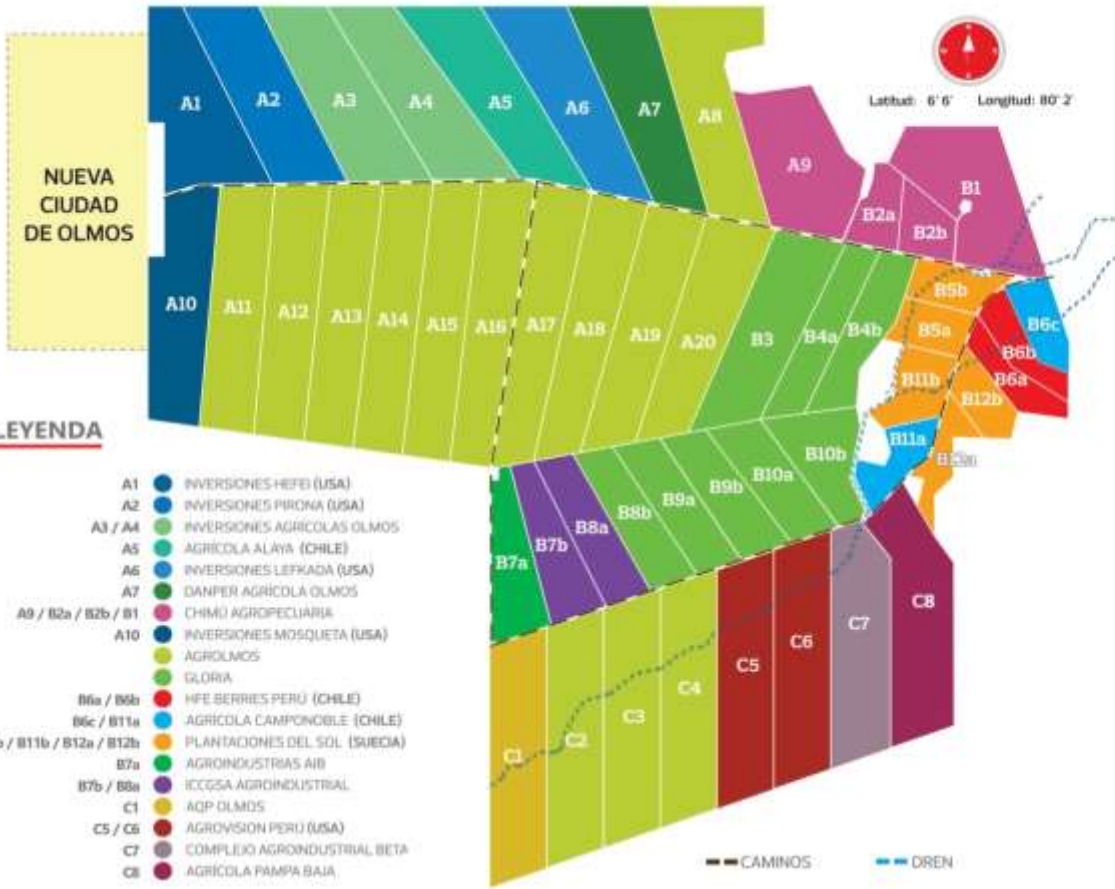 Latitud: 6° 6' Longitud: 80° 2'
A1
A2
A3
A4
A5
A6
A7
A8
A9
B2a
B2b
B1
NUEVA
CIUDAD
DE OLMOS
A10
A11
A12
A13
A14
A15
A16
A17
A18
A19
A20
B3
B4a
B4b
B5b
B5a
B11b
B6c
B6b
B6a
B12b
B11a
B12a
B7a
B7b
B8a
B8b
B9a
B9b
B10a
B10b
C1
C2
C3
C4
C5
C6
C7
C8
LEYENDA
A1 INVERSIONES HEFEI (USA)
A2 INVERSIONES PIRONA (USA)
A3 / A4 INVERSIONES AGRÍCOLAS OLMOS
A5 AGRÍCOLA ALAYA (CHILE)
A6 INVERSIONES LEFKADA (USA)
A7 DANPER AGRÍCOLA OLMOS
A9 / B2a / B2b / B1 CHIMÚ AGROPECUARIA
A10 INVERSIONES MOSQUETA (USA)
AGROLMOS
GLORIA
B6a / B6b HFE BERRIES PERÚ (CHILE)
B6c / B11a AGRÍCOLA CAMPONOBLE (CHILE)
/ B11b / B12a / B12b PLANTACIONES DEL SOL (SUECIA)
B7a AGROINDUSTRIAS AIB
B7b / B8a ICCGSA AGROINDUSTRIAL
C1 AQP OLMOS
C5 / C6 AGROVISION PERÚ (USA)
C7 COMPLEJO AGROINDUSTRIAL BETA
C8 AGRÍCOLA PAMPA BAJA
CAMINOS
DREN